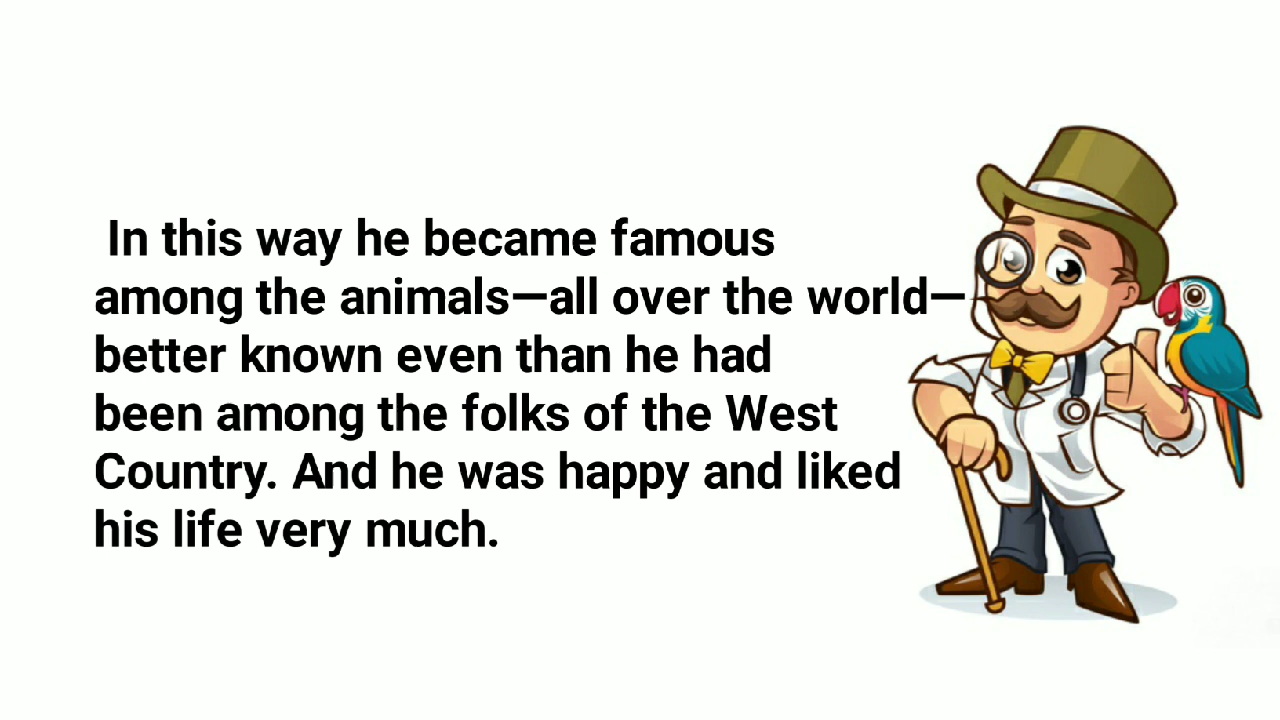 In this way he became famous
among the animals—all over the world—
better known even than he had
been among the folks of the West
Country. And he was happy and liked
his life very much.